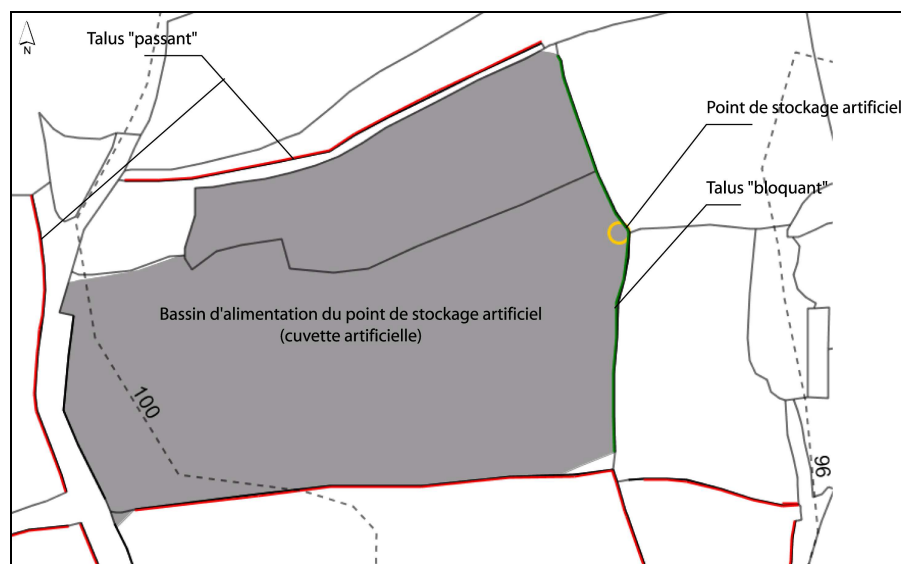 N
Talus "passant"
Point de stockage artificiel
Talus "bloquant"
Bassin d'alimentation du point de stockage artificiel
(cuvette artificielle)
100
96